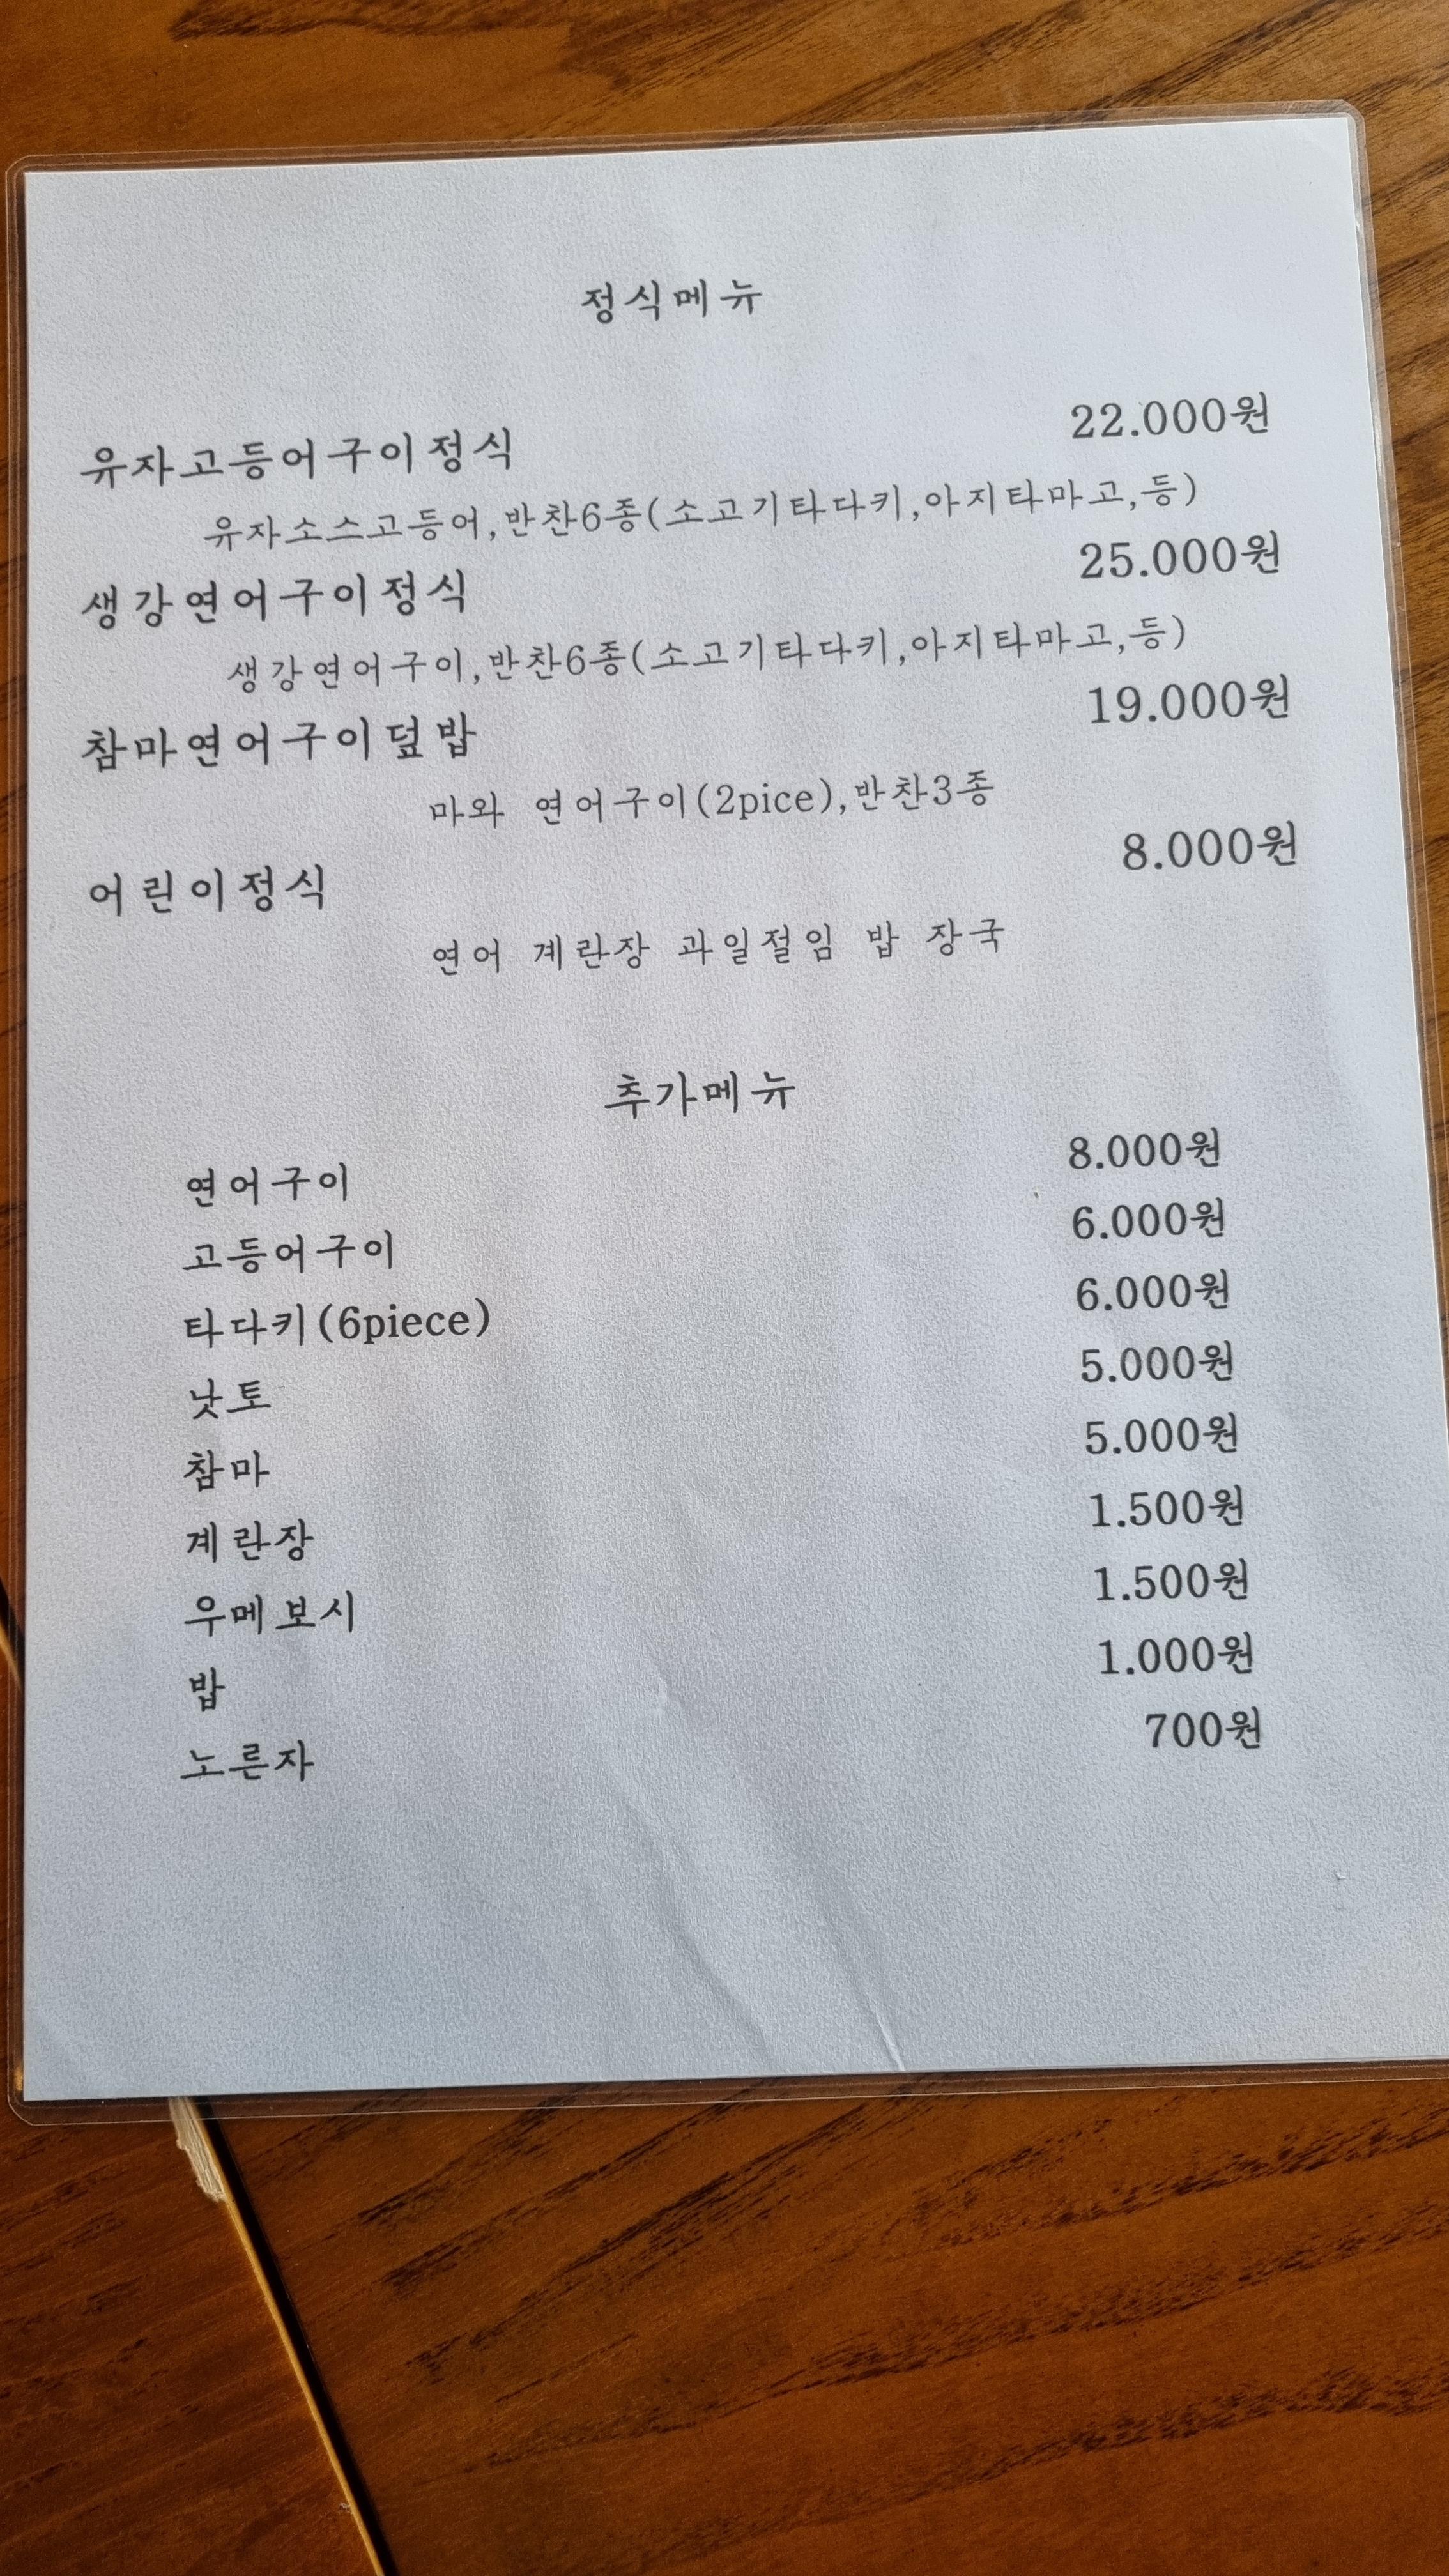 정식메뉴
유자고등어구이정식 22.000원
유자소스고등어,반찬6종(소고기타다키,아지타마고,등)
생강연어구이정식 25.000원
생강연어구이,반찬6종(소고기타다키,아지타마고,등)
참마연어구이덮밥 19.000원
마와 연어구이(2pice),반찬3종
어린이정식 8.000원
연어 계란장 과일절임 밥 장국
추가메뉴
연어구이 8.000원
고등어구이 6.000원
타다키(6piece) 6.000원
낫토 5.000원
참마 5.000원
계란장 1.500원
우메보시 1.500원
밥 1.000원
노른자 700원